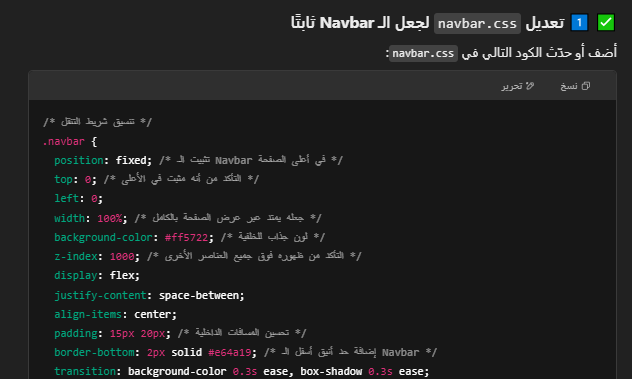 ✅ 1️⃣ تعديل navbar.css لجعل الـ Navbar ثابتًا
أضف أو حدّث الكود التالي في navbar.css:
نسخ تحرير
/* تنسيق شريط التنقل */
.navbar {
position: fixed; /* تثبيت الـ Navbar في أعلى الصفحة */
top: 0; /* التأكد من أنه مثبت في الأعلى */
left: 0;
width: 100%; /* جعله يمتد عبر عرض الصفحة بالكامل */
background-color: #ff5722; /* لون جذاب للخلفية */
z-index: 1000; /* التأكد من ظهوره فوق جميع العناصر الأخرى */
display: flex;
justify-content: space-between;
align-items: center;
padding: 15px 20px; /* تحسين المسافات الداخلية */
border-bottom: 2px solid #e64a19; /* إضافة حد أنيق أسفل الـ Navbar */
transition: background-color 0.3s ease, box-shadow 0.3s ease;